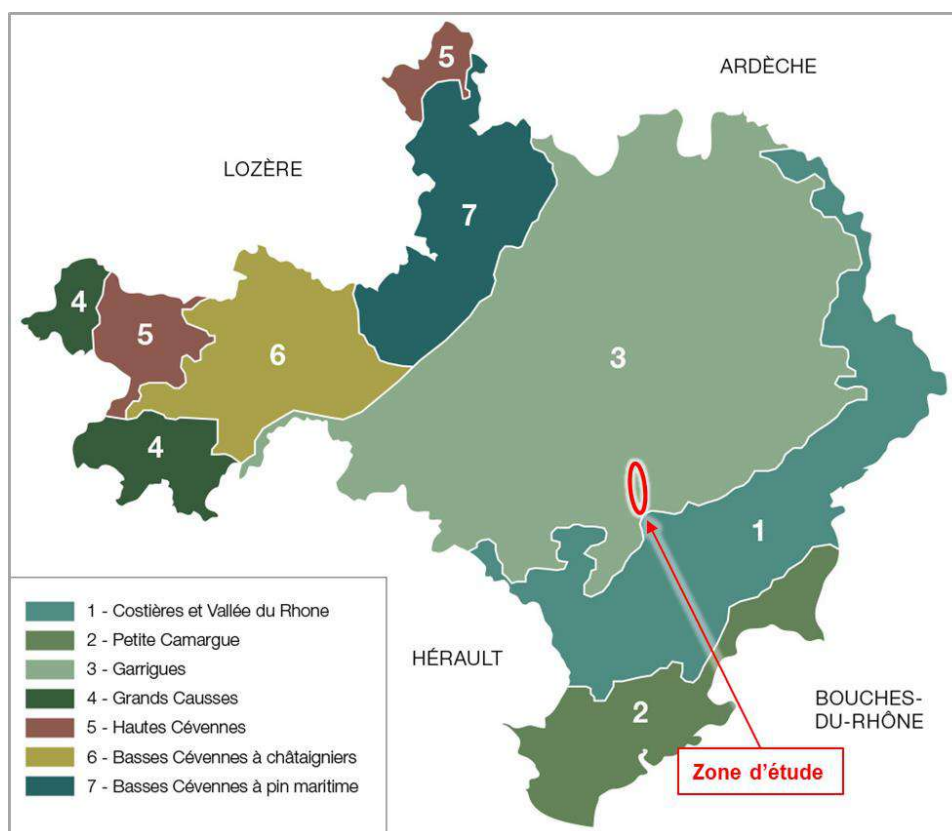 5
ARDÈCHE
LOZÈRE
7
4
5
3
6
4
1
1 - Costières et Vallée du Rhone
2 - Petite Camargue
3 - Garrigues
4 - Grands Causses
5 - Hautes Cévennes
6 - Basses Cévennes à châtaigniers
7 - Basses Cévennes à pin maritime
HÉRAULT
2
BOUCHES-
DU-RHÔNE
Zone d'étude